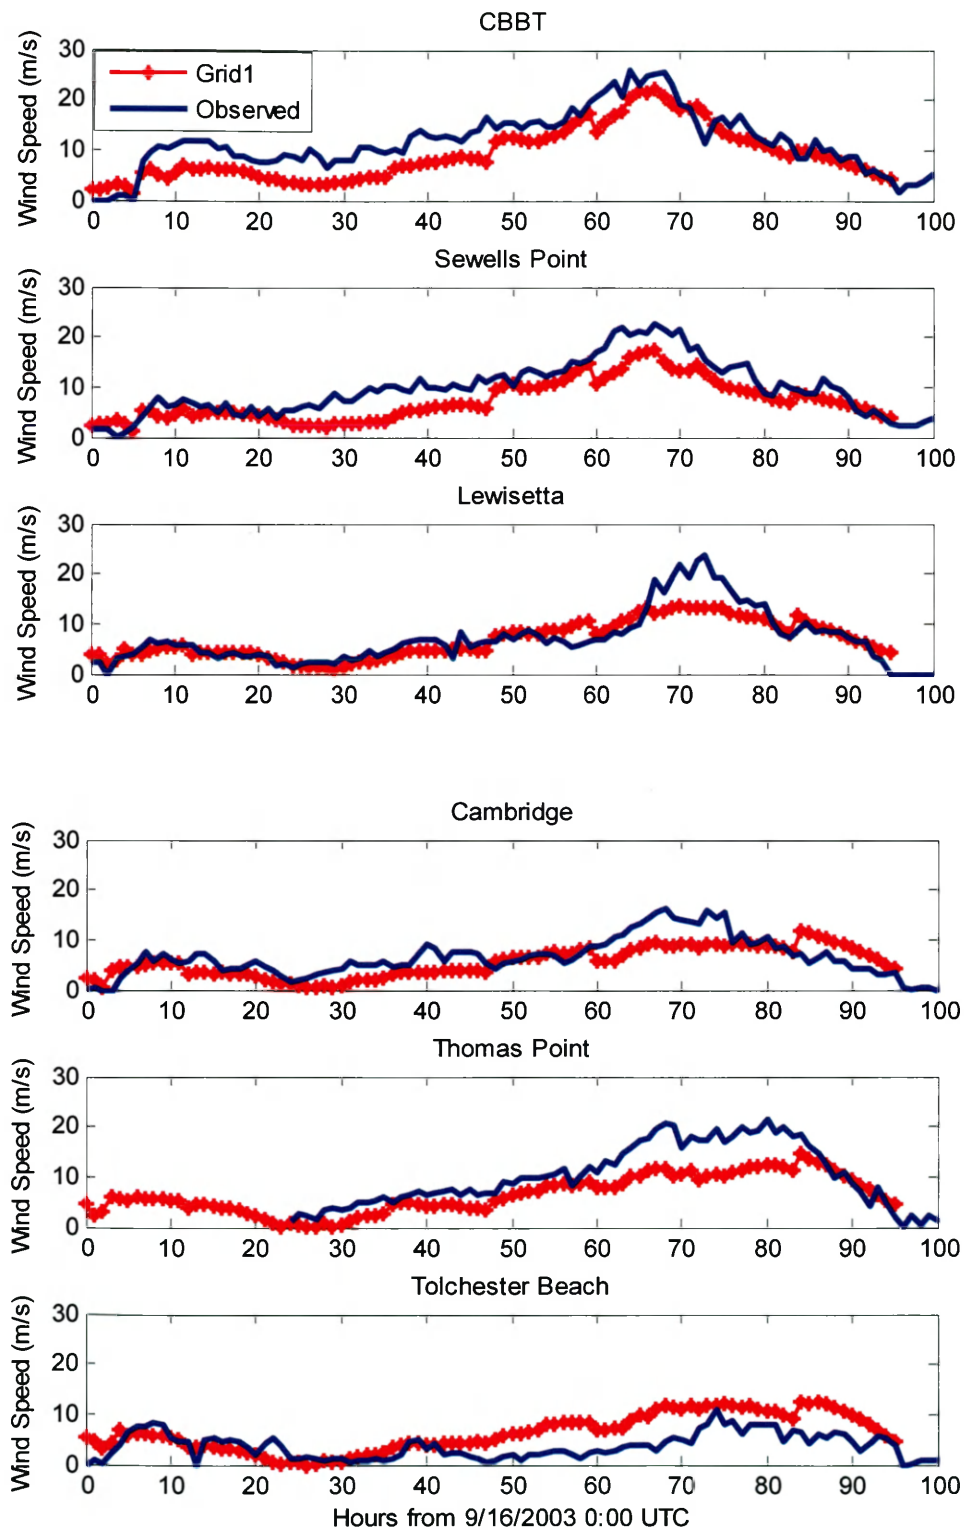 CBBT
Wind Speed (m/s)
30
20
10
0
Grid1
Observed
0 10 20 30 40 50 60 70 80 90 100
Sewells Point
Wind Speed (m/s)
30
20
10
0
0 10 20 30 40 50 60 70 80 90 100
Lewisetta
Wind Speed (m/s)
30
20
10
0
0 10 20 30 40 50 60 70 80 90 100
Cambridge
Wind Speed (m/s)
30
20
10
0
0 10 20 30 40 50 60 70 80 90 100
Thomas Point
Wind Speed (m/s)
30
20
10
0
0 10 20 30 40 50 60 70 80 90 100
Tolchester Beach
Wind Speed (m/s)
30
20
10
0
0 10 20 30 40 50 60 70 80 90 100
Hours from 9/16/2003 0:00 UTC